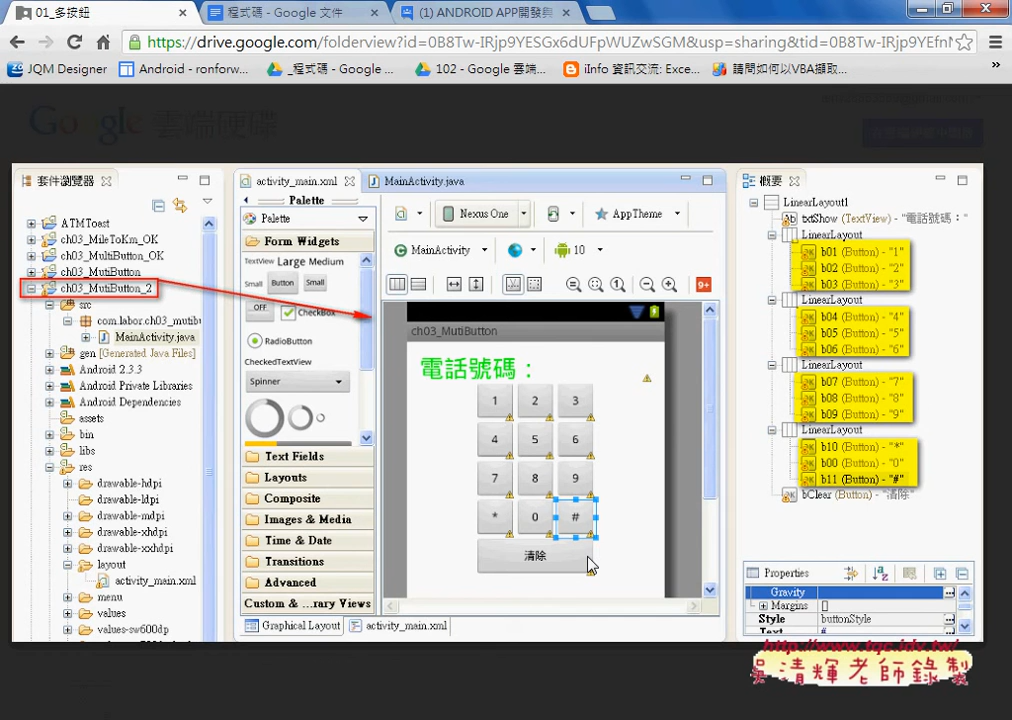 01_多按鈕
程式碼 - Google 文件
(1) ANDROID APP開發與
https://drive.google.com/folderview?id=0B8Tw-IRjp9YESGx6dUFpWUZwSGM&usp=sharing&tid=0B8Tw-IRjp9YEfnM
JQM Designer
Android - ronforw...
_程式碼 - Google ...
102 - Google 雲端...
iInfo 資訊交流: Exce...
請問如何以VBA擷取...
Google 雲端硬碟
套件瀏覽器
ATMToast
ch03_MileToKm_OK
ch03_MultiButton_OK
ch03_MutiButton
ch03_MutiButton_2
src
com.labor.ch03_mutibu
MainActivity.java
gen [Generated Java Files]
Android 2.3.3
Android Private Libraries
Android Dependencies
assets
bin
libs
res
drawable-hdpi
drawable-ldpi
drawable-mdpi
drawable-xhdpi
drawable-xxhdpi
layout
activity_main.xml
menu
values
values-sw600dp
activity_main.xml
MainActivity.java
Palette
Palette
Form Widgets
TextView Large Medium
Small Button Small
OFF CheckBox
RadioButton
CheckedTextView
Spinner
Text Fields
Layouts
Composite
Images & Media
Time & Date
Transitions
Advanced
Custom & ...rary Views
Graphical Layout
activity_main.xml
Nexus One
AppTheme
MainActivity
10
9+
ch03_MutiButton
電話號碼：
1 2 3
4 5 6
7 8 9
* 0 #
清除
概要
LinearLayout1
txtShow (TextView) - "電話號碼："
LinearLayout
b01 (Button) - "1"
b02 (Button) - "2"
b03 (Button) - "3"
LinearLayout
b04 (Button) - "4"
b05 (Button) - "5"
b06 (Button) - "6"
LinearLayout
b07 (Button) - "7"
b08 (Button) - "8"
b09 (Button) - "9"
LinearLayout
b10 (Button) - "*"
b00 (Button) - "0"
b11 (Button) - "#"
bClear (Button) - "清除"
Properties
Gravity
Margins []
Style buttonStyle
Text #
http://www.tqc.idv.tw/
吳清輝老師錄製